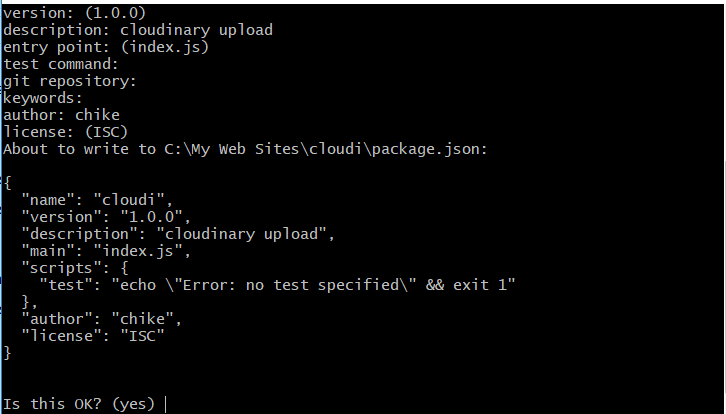 version: (1.0.0)
description: cloudinary upload
entry point: (index.js)
test command:
git repository:
keywords:
author: chike
license: (ISC)
About to write to C:\My Web Sites\cloudi\package.json:
{
  "name": "cloudi",
  "version": "1.0.0",
  "description": "cloudinary upload",
  "main": "index.js",
  "scripts": {
    "test": "echo \"Error: no test specified\" && exit 1"
  },
  "author": "chike",
  "license": "ISC"
}
Is this OK? (yes)